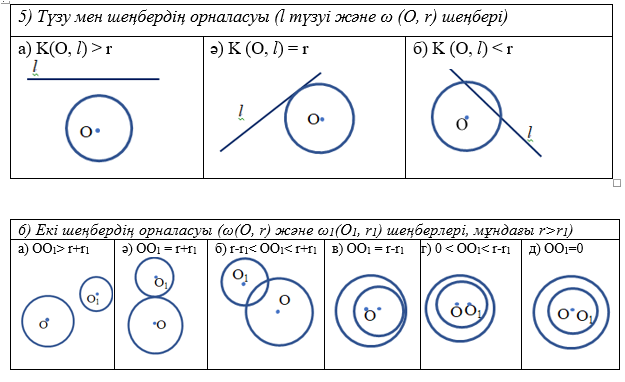 5) Түзу мен шеңбердің орналасуы (l түзуі және ω (O, r) шеңбері)
а) K(O, l) > r
ә) K (O, l) = r
б) K (O, l) < r
l
O
l
O
O
l
6) Екі шеңбердің орналасуы (ω(O, r) және ω1(O1, r1) шеңберлері, мұндағы r>r1)
а) OO1> r+r1
ә) OO1 = r+r1
б) r-r1< OO1< r+r1
в) OO1 = r-r1
г) 0 < OO1< r-r1
д) OO1=0
O
O1
O1
O
O1
O
O
O O1
O O1